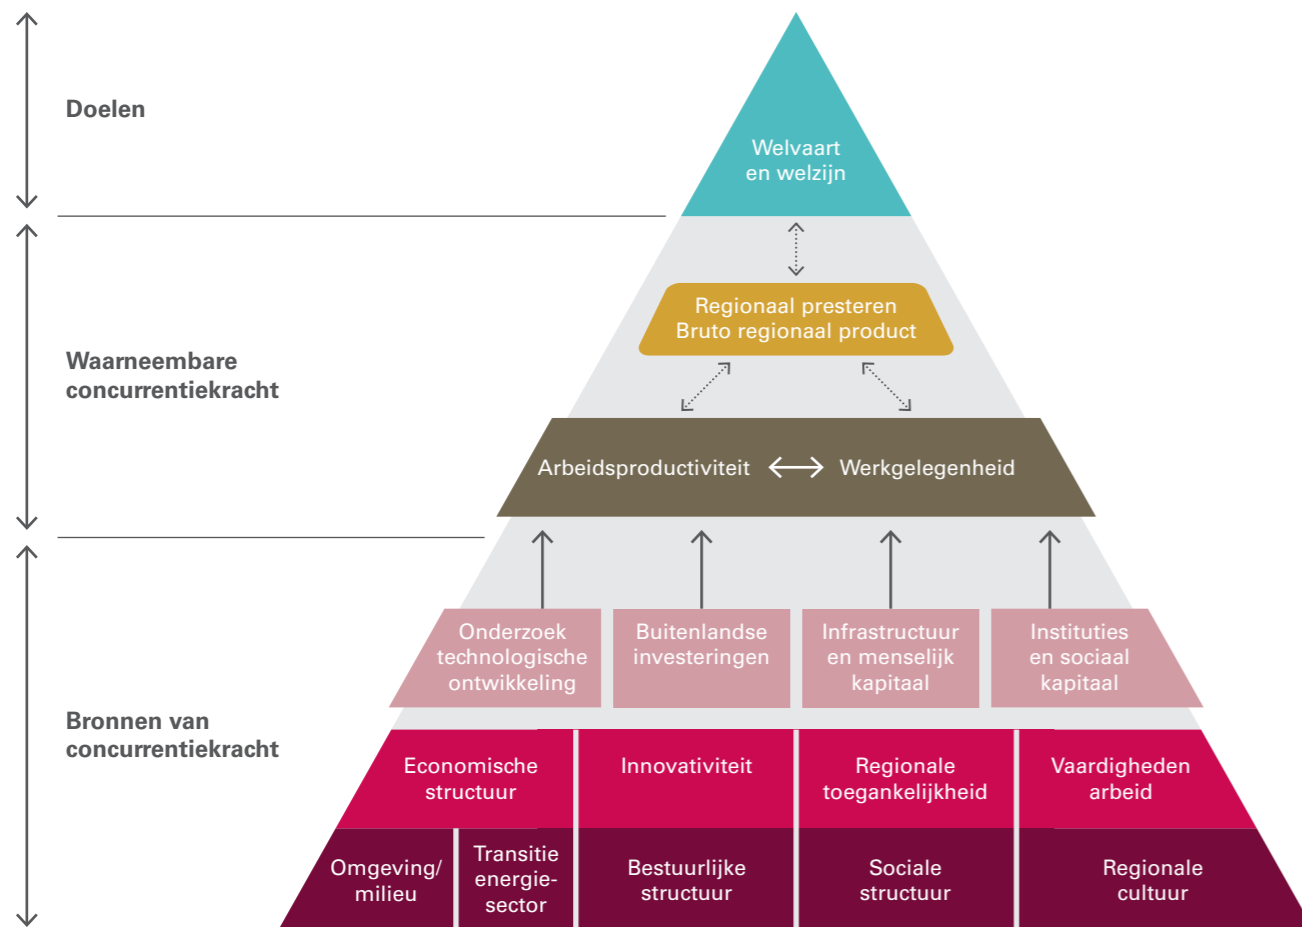 Doelen
Welvaart
en welzijn
Waarneembare
concurrentiekracht
Regionaal presteren
Bruto regionaal product
Arbeidsproductiviteit
Werkgelegenheid
Bronnen van
concurrentiekracht
Onderzoek
technologische
ontwikkeling
Buitenlandse
investeringen
Infrastructuur
en menselijk
kapitaal
Instituties
en sociaal
kapitaal
Economische
structuur
Innovativiteit
Regionale
toegankelijkheid
Vaardigheden
arbeid
Omgeving/
milieu
Transitie
energie-
sector
Bestuurlijke
structuur
Sociale
structuur
Regionale
cultuur